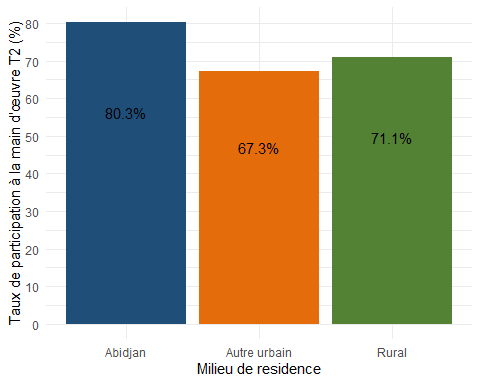 Taux de participation à la main d'œuvre T2 (%)
80
70
60
50
40
30
20
10
0
80.3%
67.3%
71.1%
Abidjan
Autre urbain
Rural
Milieu de residence